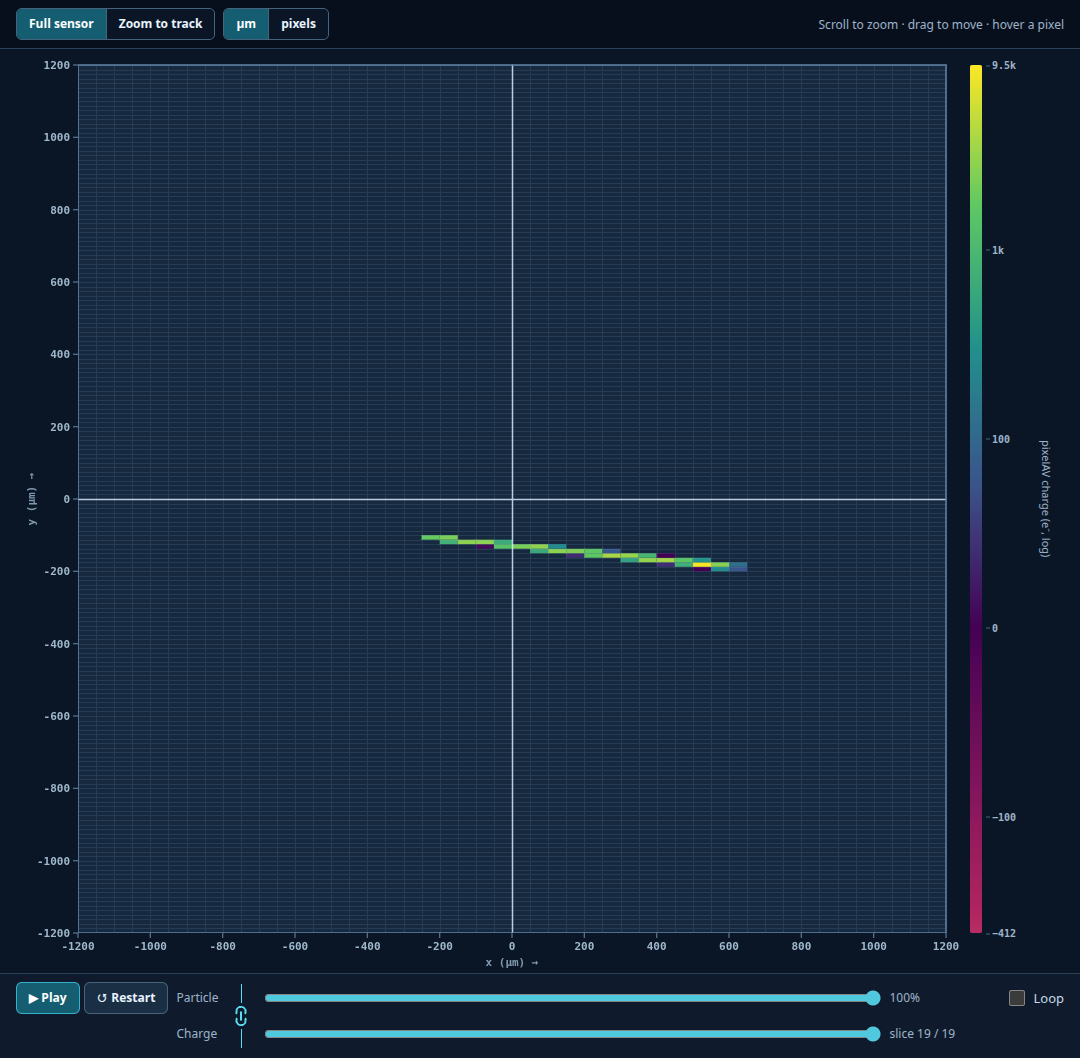 Full sensor Zoom to track μm pixels Scroll to zoom · drag to move · hover a pixel
1200
1000
800
600
400
200
0
-200
-400
-600
-800
-1000
-1200
y (μm) →
-1200 -1000 -800 -600 -400 -200 0 200 400 600 800 1000 1200
x (μm) →
9.5k
1k
100
0
−100
−412
pixelAV charge (e⁻, log)
▶ Play ↺ Restart Particle 100% Loop
Charge slice 19 / 19